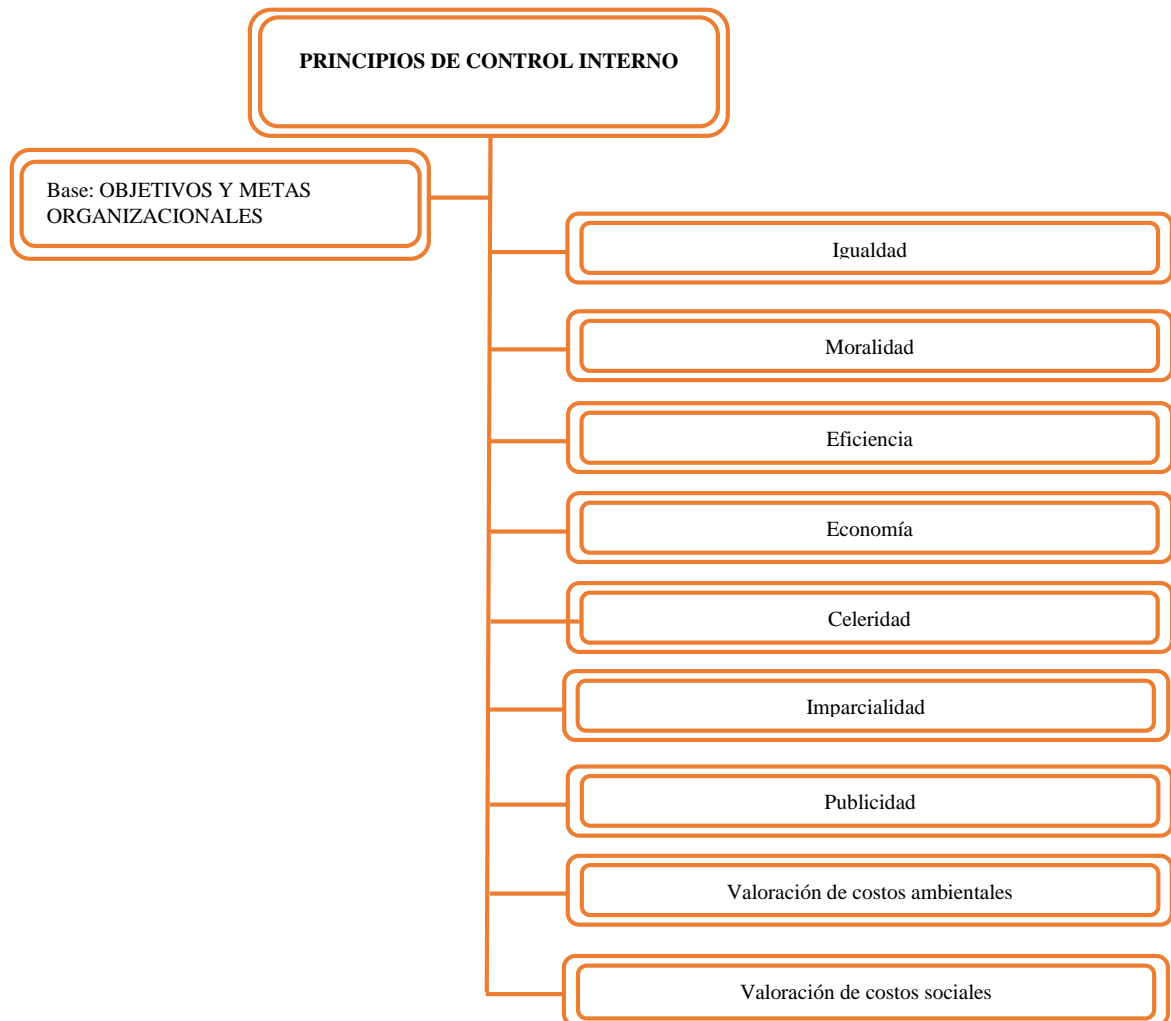 PRINCIPIOS DE CONTROL INTERNO
Base: OBJETIVOS Y METAS
ORGANIZACIONALES
Igualdad
Moralidad
Eficiencia
Economía
Celeridad
Imparcialidad
Publicidad
Valoración de costos ambientales
Valoración de costos sociales